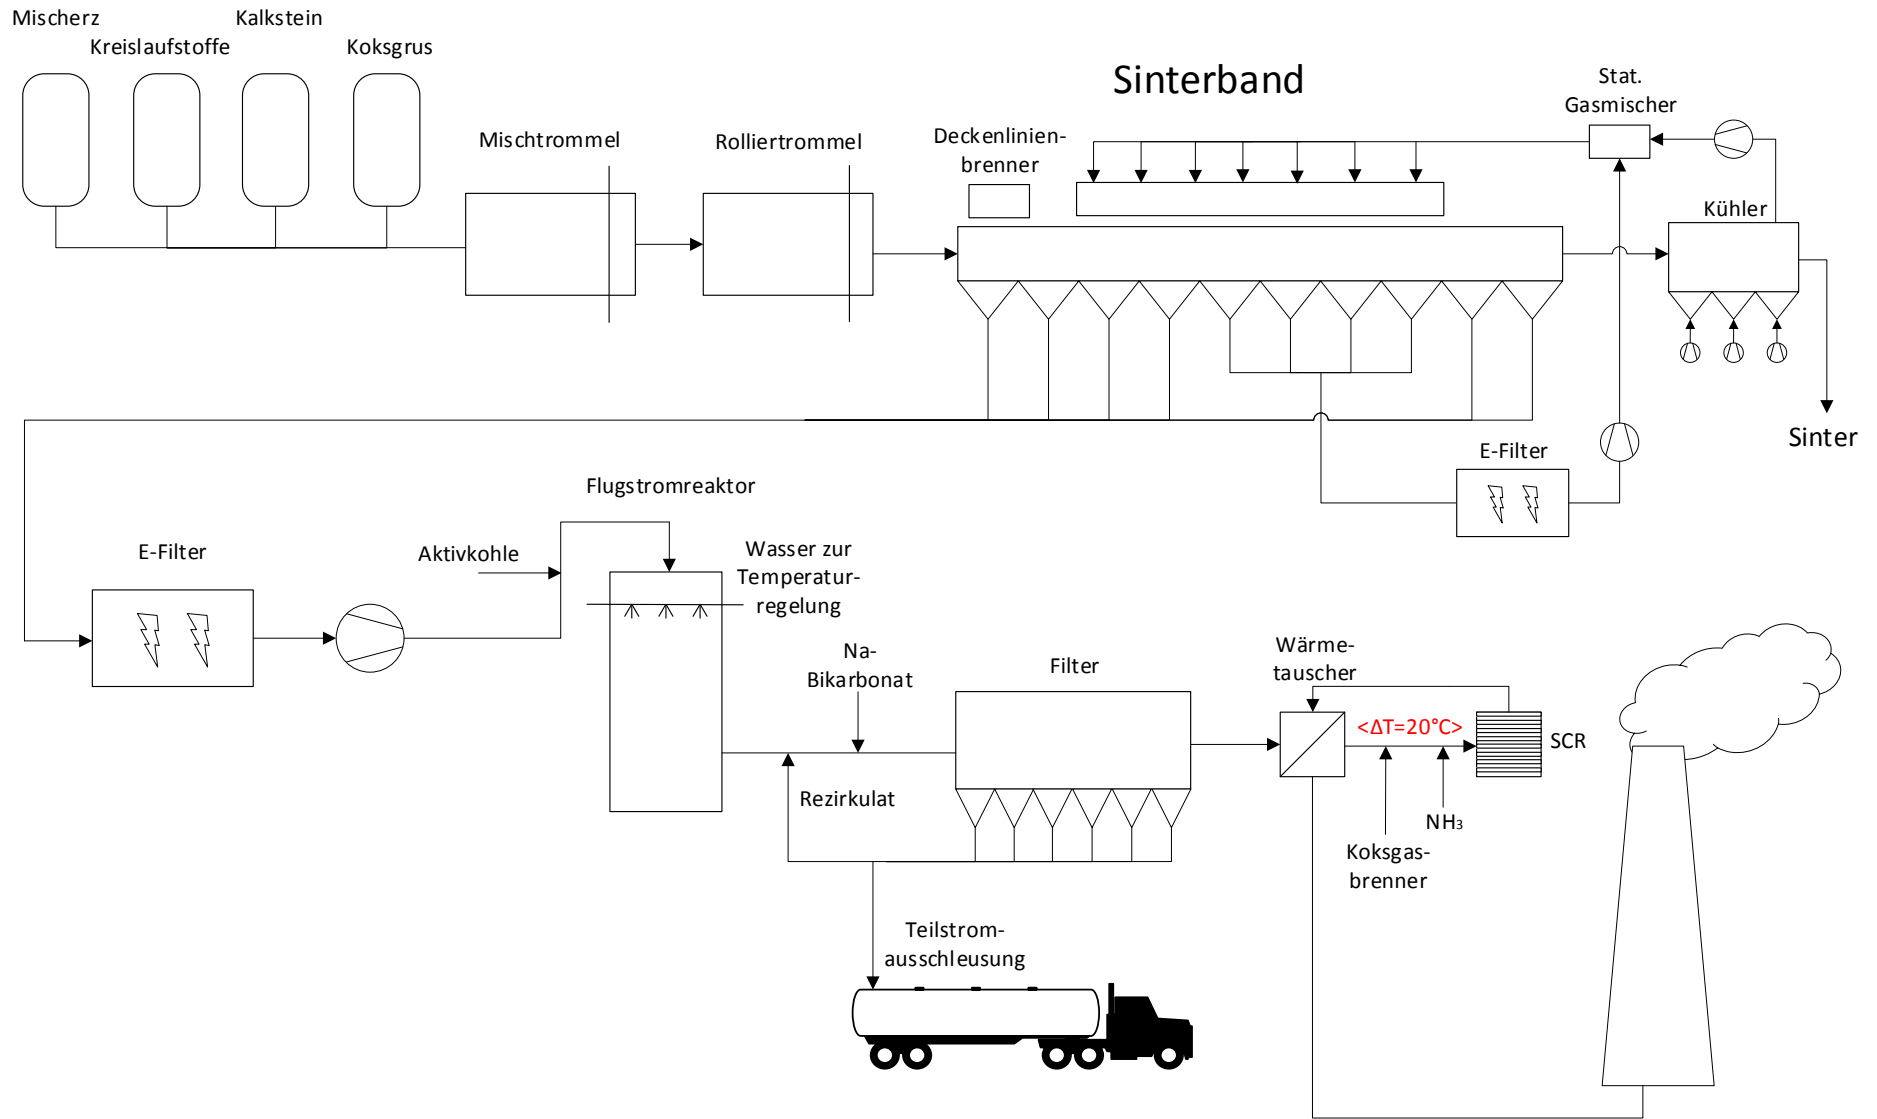 Mischerz
Kreislaufstoffe
Kalkstein
Koksgrus
Mischtrommel
Rolliertrommel
Sinterband
Deckenlinien-
brenner
Stat.
Gasmischer
Kühler
Sinter
E-Filter
Flugstromreaktor
E-Filter
Aktivkohle
Wasser zur
Temperatur-
regelung
Na-
Bikarbonat
Rezirkulat
Filter
Wärme-
tauscher
<ΔT=20°C>
SCR
NH₃
Koksgas-
brenner
Teilstrom-
ausschleusung